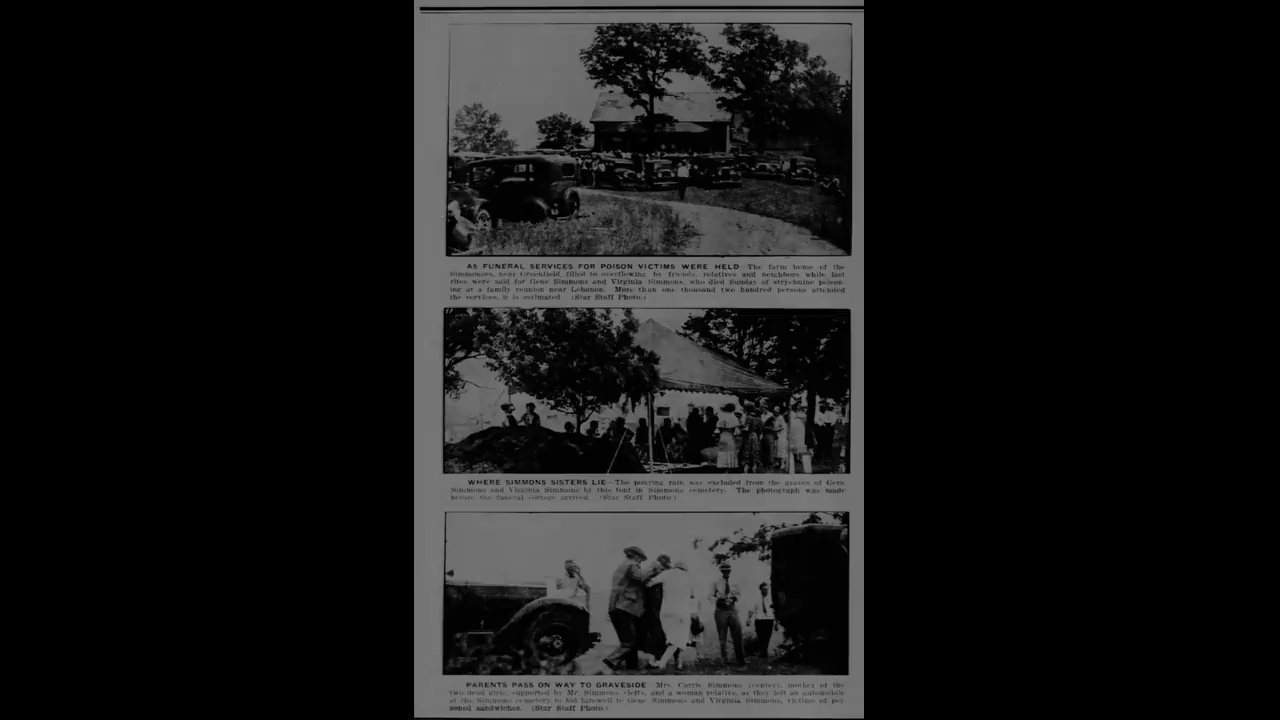 AS FUNERAL SERVICES FOR POISON VICTIMS WERE HELD—The farm home of the
Simmonses, near Greenfield, filled to overflowing by friends, relatives and neighbors, while last
rites were said for Gene Simmons and Virginia Simmons, who died Sunday of strychnine poison-
ing at a family reunion near Lebanon. More than one thousand two hundred persons attended
the services, it is estimated. (Star Staff Photo.)
WHERE SIMMONS SISTERS LIE—The pouring rain was excluded from the graves of Gene
Simmons and Virginia Simmons by this tent in Simmons cemetery. The photograph was made
before the funeral cortege arrived. (Star Staff Photo.)
PARENTS PASS ON WAY TO GRAVESIDE—Mrs. Carrie Simmons (center), mother of the
two dead girls, supported by Mr. Simmons (left), and a woman relative, as they left an automobile
at the Simmons cemetery to bid farewell to Gene Simmons and Virginia Simmons, victims of poi-
soned sandwiches. (Star Staff Photo.)